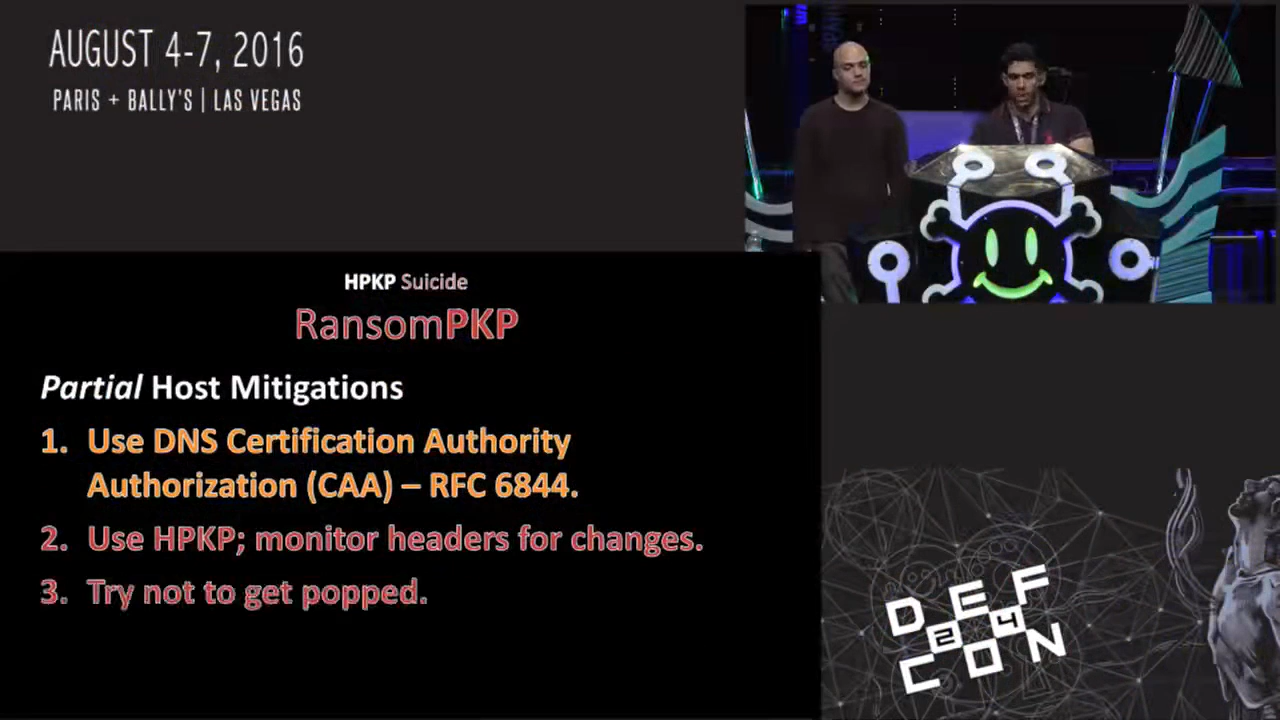 AUGUST 4-7, 2016
PARIS + BALLY'S | LAS VEGAS
HPKP Suicide
RansomPKP
Partial Host Mitigations
1. Use DNS Certification Authority
Authorization (CAA) – RFC 6844.
2. Use HPKP; monitor headers for changes.
3. Try not to get popped.
DEF
24
CON